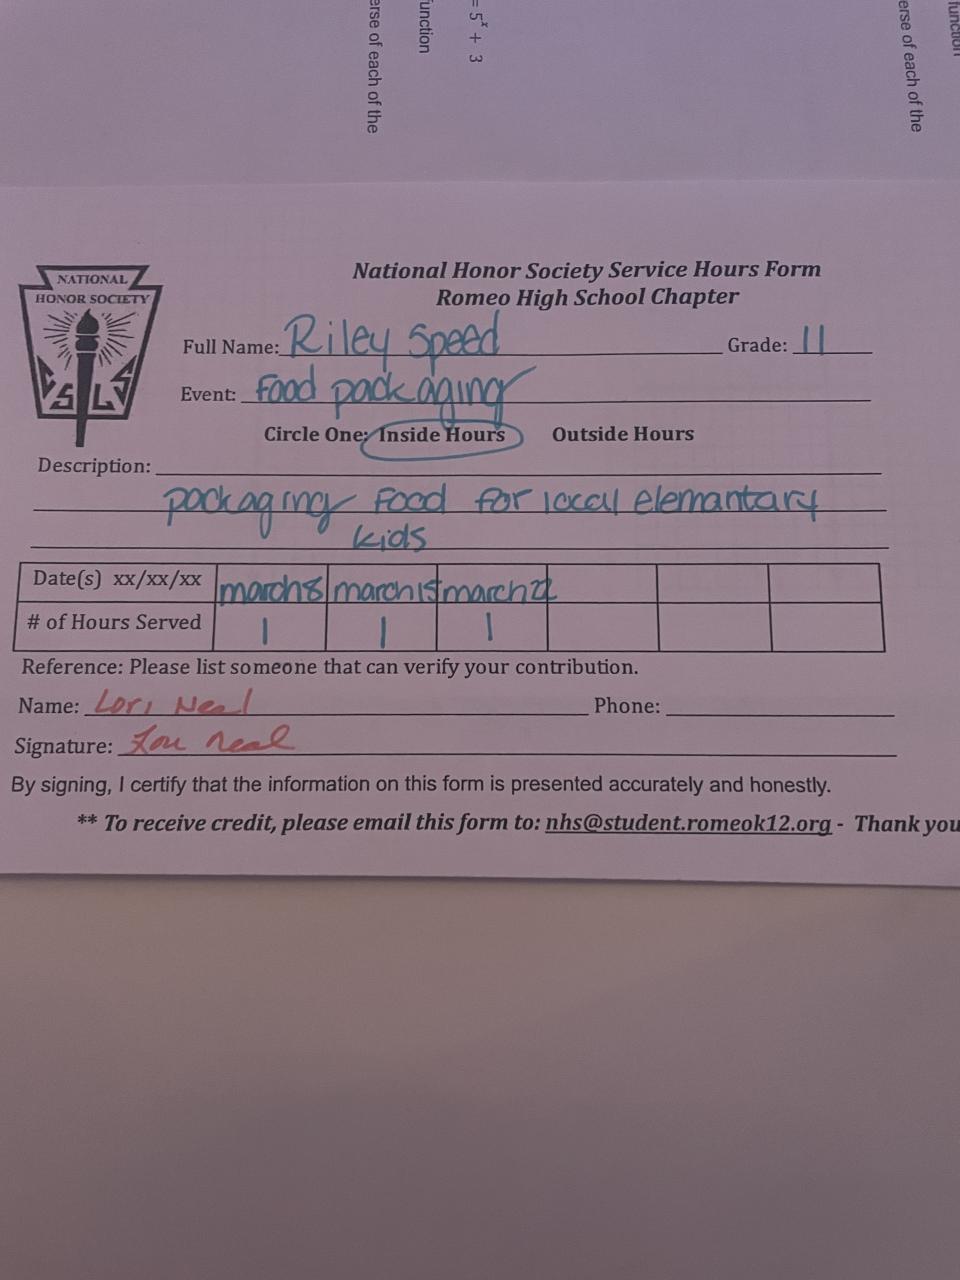 = 5ˣ + 3
unction
erse of each of the
function
erse of each of the
NATIONAL
HONOR SOCIETY
C S L S
National Honor Society Service Hours Form
Romeo High School Chapter
Full Name: Riley Speed Grade: 11
Event: Food packaging
Circle One: Inside Hours Outside Hours
Description:
packaging Food for local elemantary
kids
Date(s) xx/xx/xx march 8 march 15 march 22
# of Hours Served 1 1 1
Reference: Please list someone that can verify your contribution.
Name: Lori Neal Phone:
Signature: Lori Neal
By signing, I certify that the information on this form is presented accurately and honestly.
** To receive credit, please email this form to: nhs@student.romeok12.org - Thank you